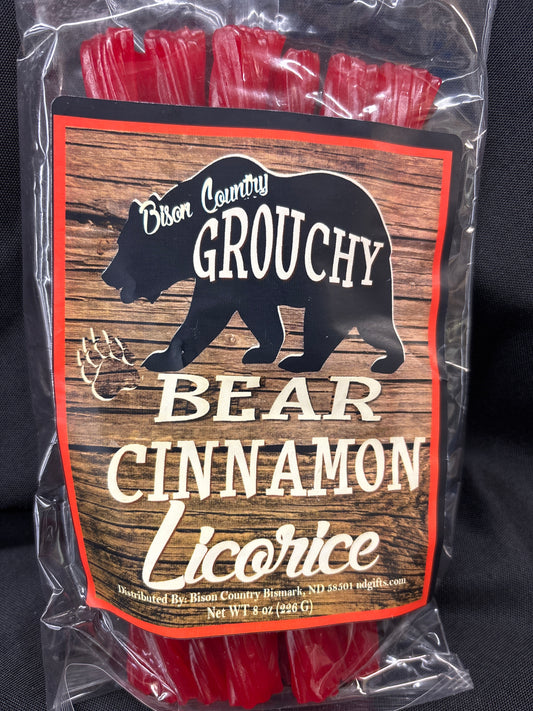 Bison Country
GROUCHY
BEAR
CINNAMON
Licorice
Distributed By: Bison Country Bismark, ND 58501 ndgifts.com
Net WT 8 oz (226 G)